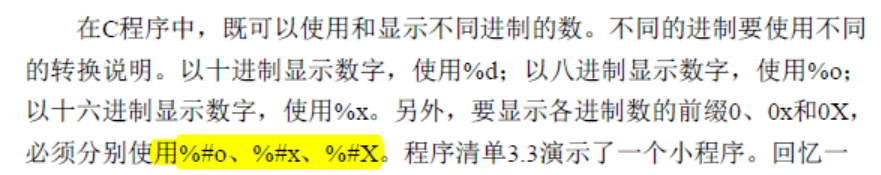 在C程序中，既可以使用和显示不同进制的数。不同的进制要使用不同
的转换说明。以十进制显示数字，使用%d；以八进制显示数字，使用%o；
以十六进制显示数字，使用%x。另外，要显示各进制数的前缀0、0x和0X，
必须分别使用%#o、%#x、%#X。程序清单3.3演示了一个小程序。回忆一